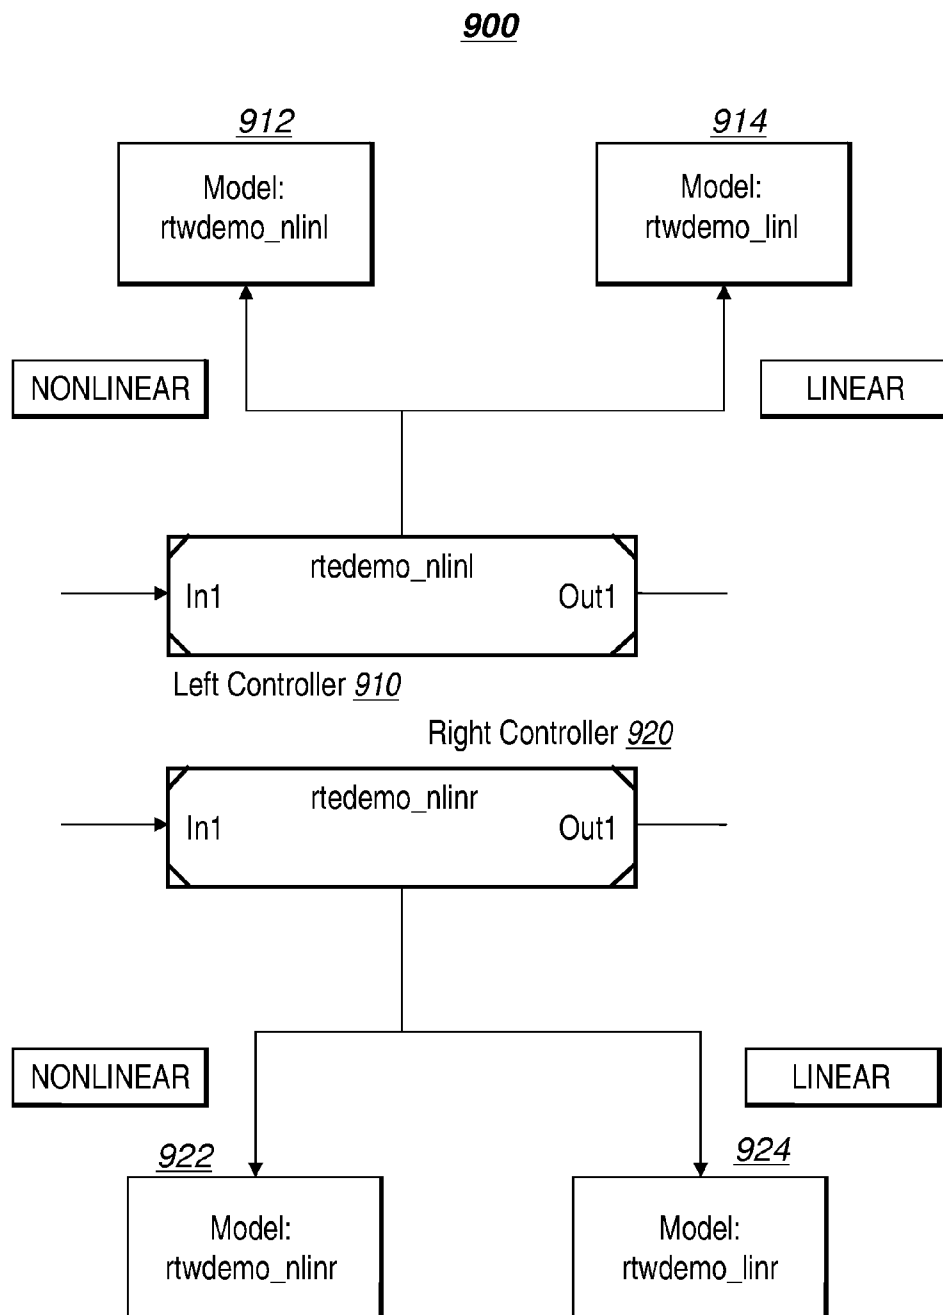 900
912
914
Model:
rtwdemo_nlinl
Model:
rtwdemo_linl
NONLINEAR
LINEAR
rtedemo_nlinl
In1
Out1
Left Controller 910
Right Controller 920
rtedemo_nlinr
In1
Out1
NONLINEAR
LINEAR
922
924
Model:
rtwdemo_nlinr
Model:
rtwdemo_linr